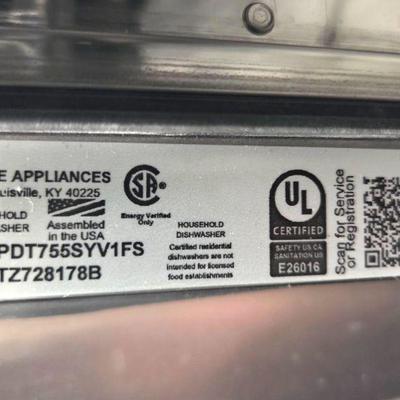 E APPLIANCES
isville, KY 40225
HOLD
WASHER
Assembled
in the USA
PDT755SYV1FS
TZ728178B
SA
Energy Verified
Only
HOUSEHOLD
DISHWASHER
Certified residential
dishwashers are
not intended for licensed
food establishments
UL
CERTIFIED
SAFETY US CA
SANITATION US
E26016
Scan for Service
or Registration